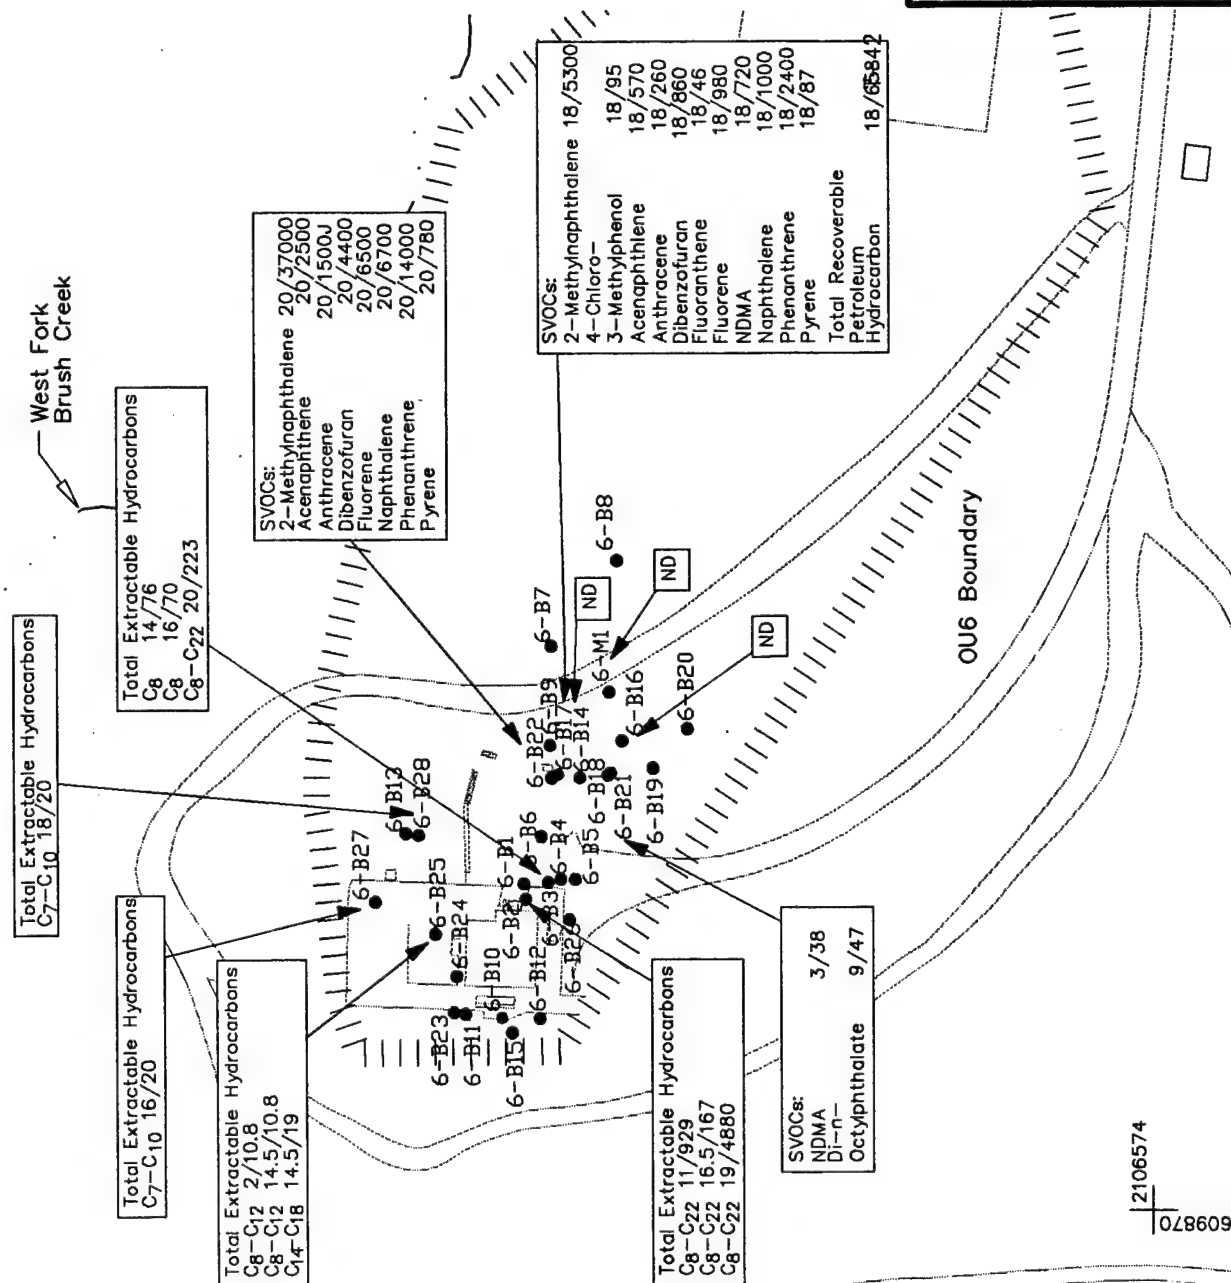 West Fork
Brush Creek
Total Extractable Hydrocarbons
C7-C10 18/20
Total Extractable Hydrocarbons
C8 14/76
C8 16/70
C8-C22 20/223
SVOCs:
2-Methylnaphthalene 20/37000
Acenaphthene 20/2500
Anthracene 20/1500J
Dibenzofuran 20/4400
Fluorene 20/6500
Naphthalene 20/6700
Phenanthrene 20/14000
Pyrene 20/780
SVOCs:
2-Methylnaphthalene 18/5300
4-Chloro-
3-Methylphenol 18/95
Acenaphthlene 18/570
Anthracene 18/260
Dibenzofuran 18/860
Fluoranthene 18/46
Fluorene 18/980
NDMA 18/720
Naphthalene 18/1000
Phenanthrene 18/2400
Pyrene 18/87
Total Recoverable
Petroleum
Hydrocarbon
Total Extractable Hydrocarbons
C7-C10 16/20
Total Extractable Hydrocarbons
C8-C12 2/10.8
C8-C12 14.5/10.8
C14-C18 14.5/19
Total Extractable Hydrocarbons
C8-C22 11/929
C8-C22 16.5/167
C8-C22 19/4880
SVOCs:
NDMA 3/38
Di-n-
Octylphthalate 9/47
ND
ND
ND
6-B27
6-B13
6-B28
6-B25
6-B24
6-B23
6-B11
6-B10
6-B15
6-B12
6-B26
6-B1
6-B21
6-B3
6-B4
6-B5
6-B6
6-B22
6-B9
6-B14
6-B18
6-B21
6-B19
6-B16
6-B20
6-M1
6-B7
6-B8
OU6 Boundary
2106574
609870